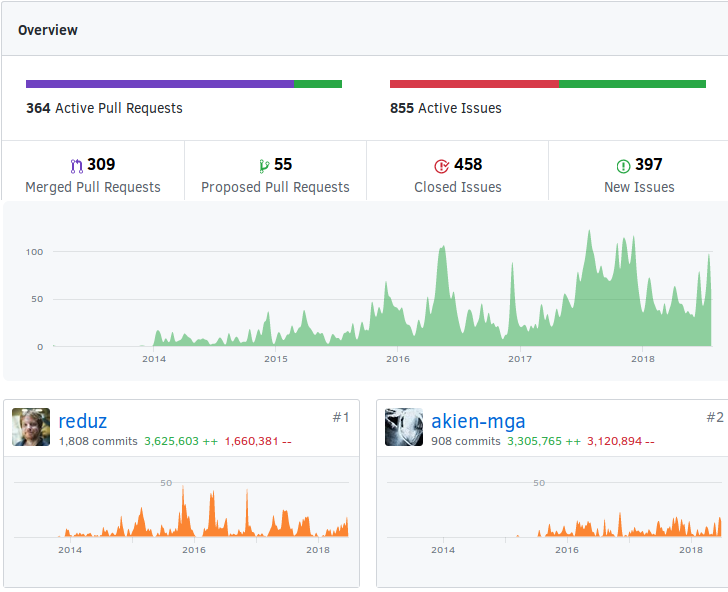 Overview
364 Active Pull Requests
855 Active Issues
309
Merged Pull Requests
55
Proposed Pull Requests
458
Closed Issues
397
New Issues
100
50
0
2014 2015 2016 2017 2018
reduz
#1
1,808 commits 3,625,603 ++ 1,660,381 --
50
2014 2016 2018
akien-mga
#2
908 commits 3,305,765 ++ 3,120,894 --
50
2014 2016 2018